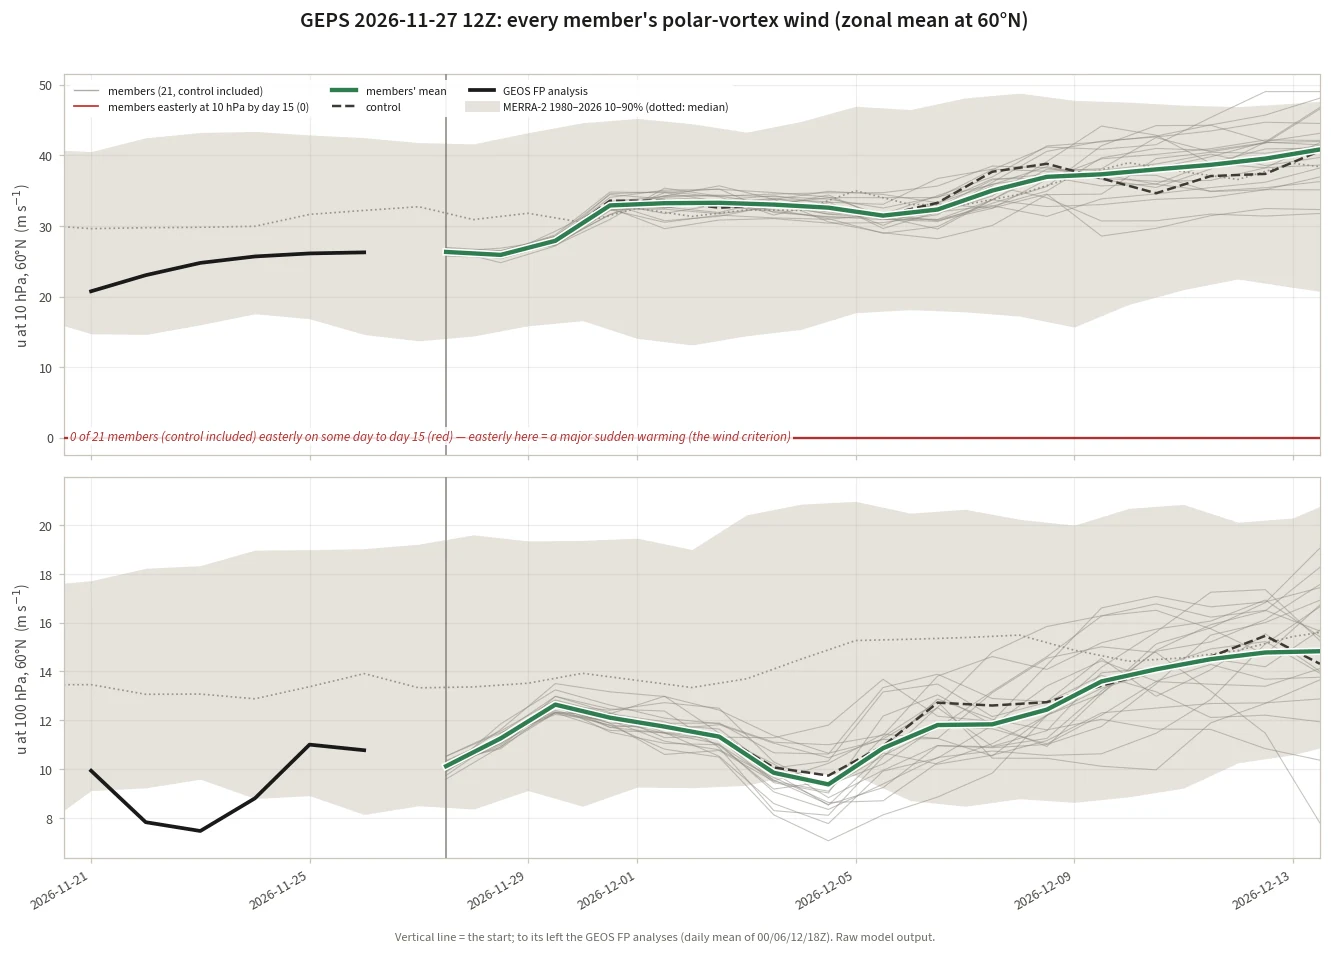 GEPS 2026-11-27 12Z: every member's polar-vortex wind (zonal mean at 60°N)
members (21, control included)
members easterly at 10 hPa by day 15 (0)
members' mean
control
GEOS FP analysis
MERRA-2 1980–2026 10–90% (dotted: median)
u at 10 hPa, 60°N (m s⁻¹)
50
40
30
20
10
0
0 of 21 members (control included) easterly on some day to day 15 (red) — easterly here = a major sudden warming (the wind criterion)
u at 100 hPa, 60°N (m s⁻¹)
20
18
16
14
12
10
8
2026-11-21
2026-11-25
2026-11-29
2026-12-01
2026-12-05
2026-12-09
2026-12-13
Vertical line = the start; to its left the GEOS FP analyses (daily mean of 00/06/12/18Z). Raw model output.